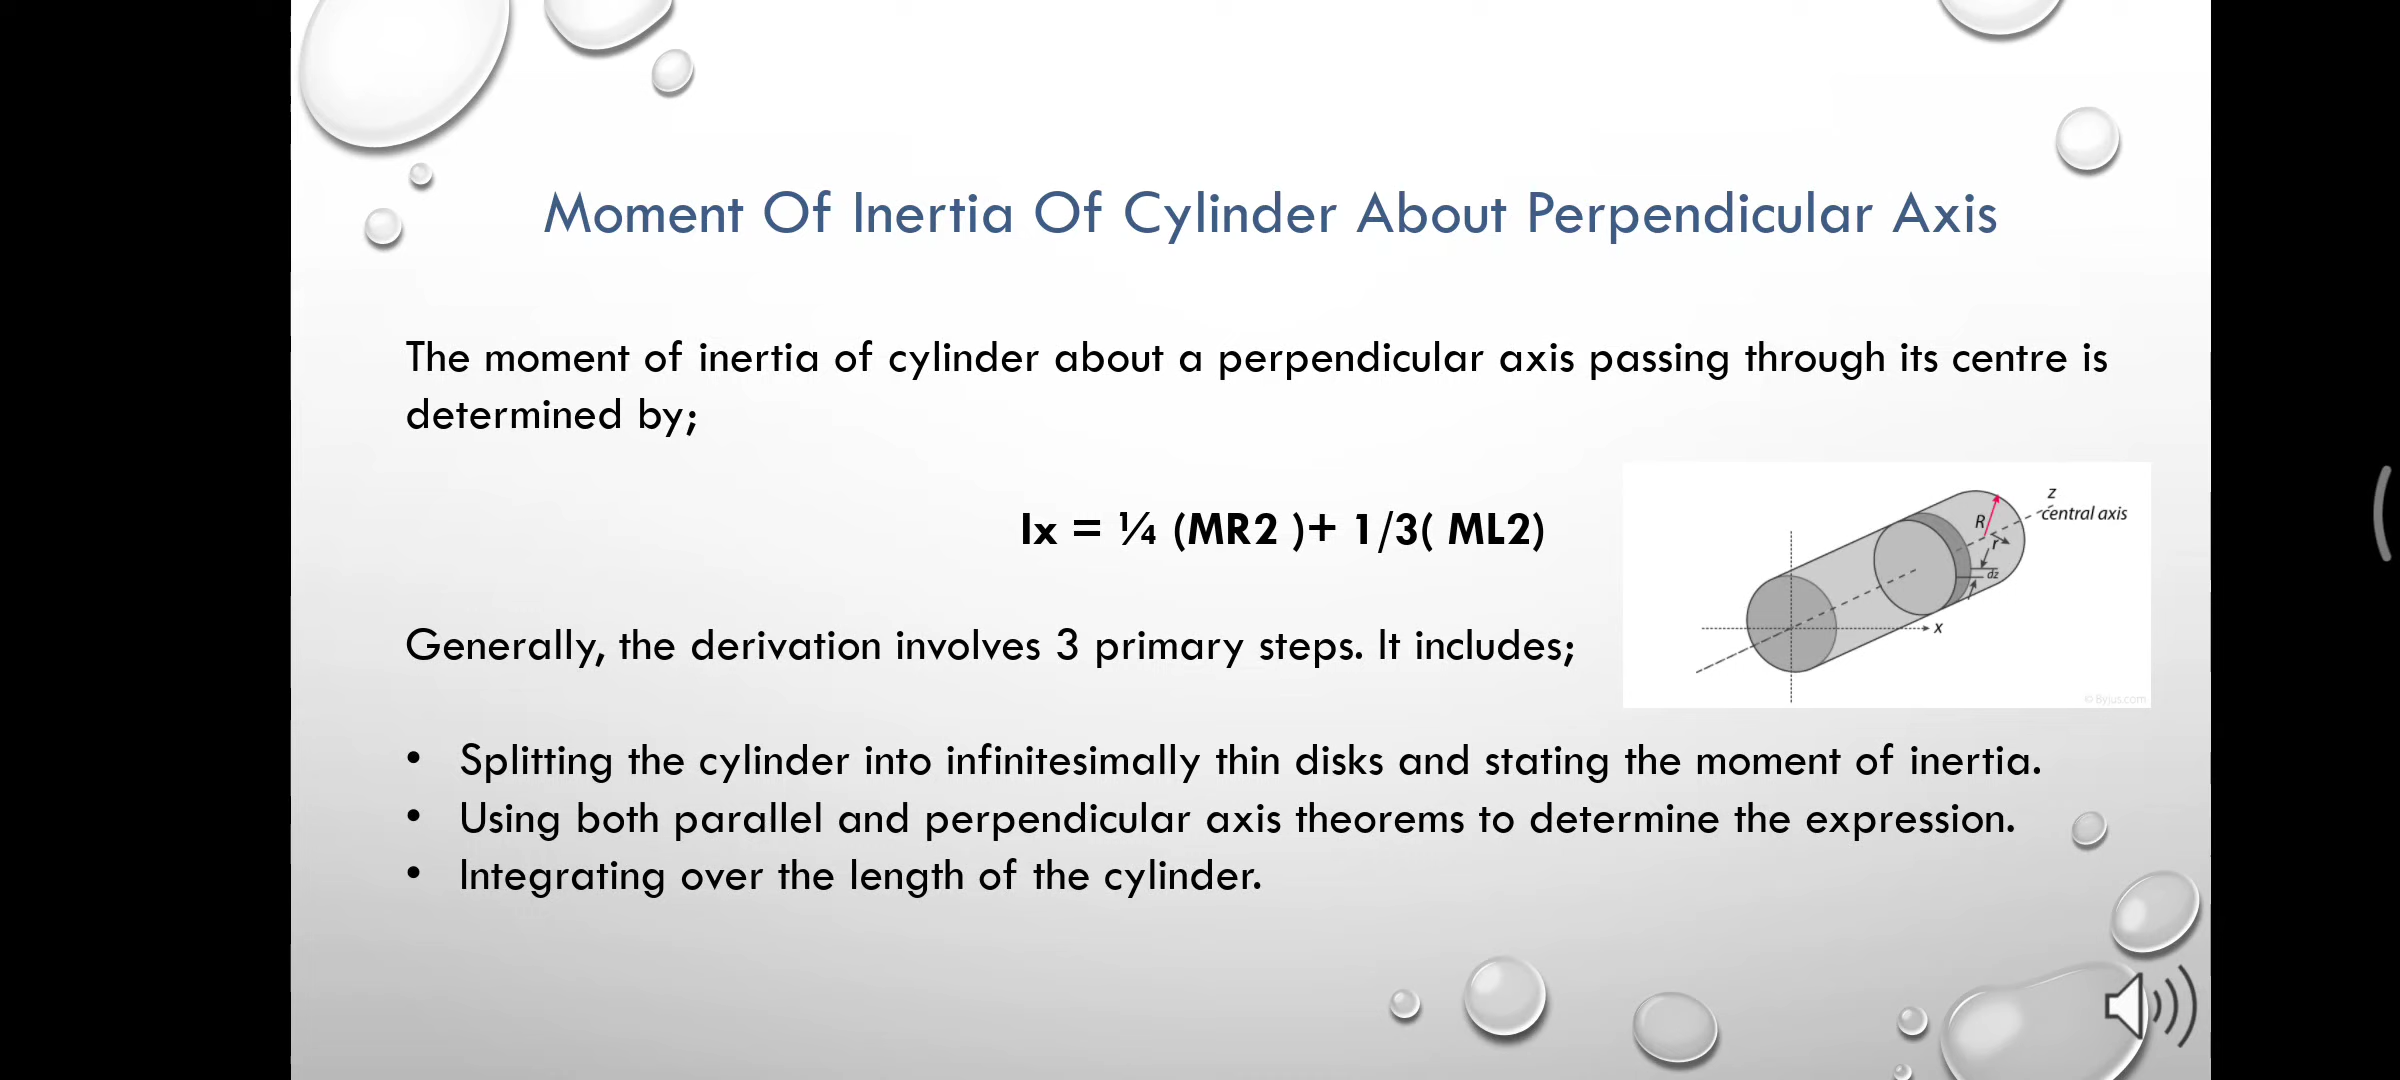 Moment Of Inertia Of Cylinder About Perpendicular Axis
The moment of inertia of cylinder about a perpendicular axis passing through its centre is
determined by;
Ix = ¼ (MR2 )+ 1/3( ML2)
Generally, the derivation involves 3 primary steps. It includes;
z
central axis
R
r
dz
x
© Byjus.com
• Splitting the cylinder into infinitesimally thin disks and stating the moment of inertia.
• Using both parallel and perpendicular axis theorems to determine the expression.
• Integrating over the length of the cylinder.